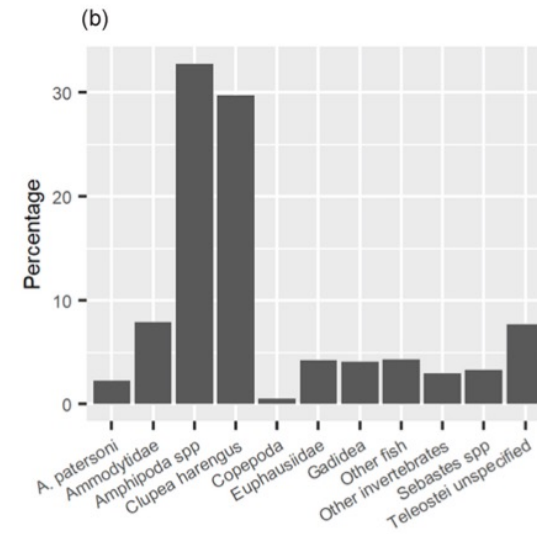 (b)
Percentage
30
20
10
0
A. patersoni
Ammodytidae
Amphipoda spp
Clupea harengus
Copepoda
Euphausiidae
Gadidea
Other fish
Other invertebrates
Sebastes spp
Teleostei unspecified